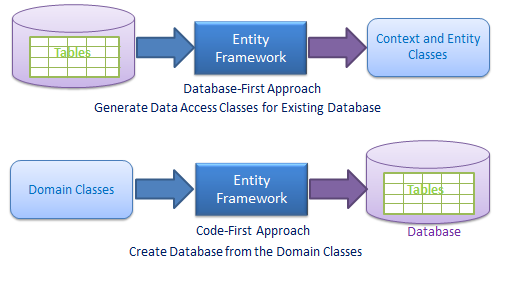 Tables
Entity
Framework
Context and Entity
Classes
Database-First Approach
Generate Data Access Classes for Existing Database
Domain Classes
Entity
Framework
Tables
Code-First Approach
Database
Create Database from the Domain Classes